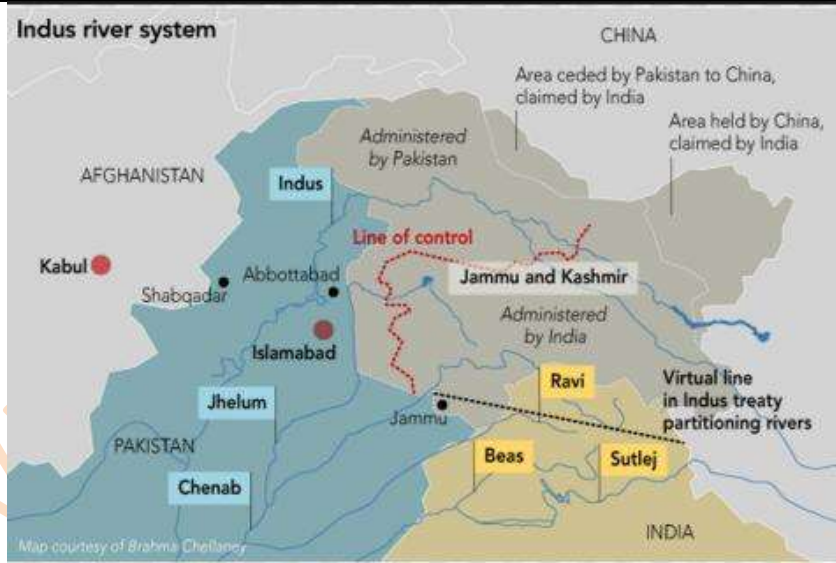 Indus river system
CHINA
Area ceded by Pakistan to China,
claimed by India
Area held by China,
claimed by India
Administered
by Pakistan
AFGHANISTAN
Indus
Line of control
Kabul
Abbottabad
Shabqadar
Jammu and Kashmir
Administered
by India
Islamabad
Ravi
Virtual line
in Indus treaty
partitioning rivers
Jhelum
Jammu
PAKISTAN
Beas
Sutlej
Chenab
INDIA
Map courtesy of Brahma Chellaney